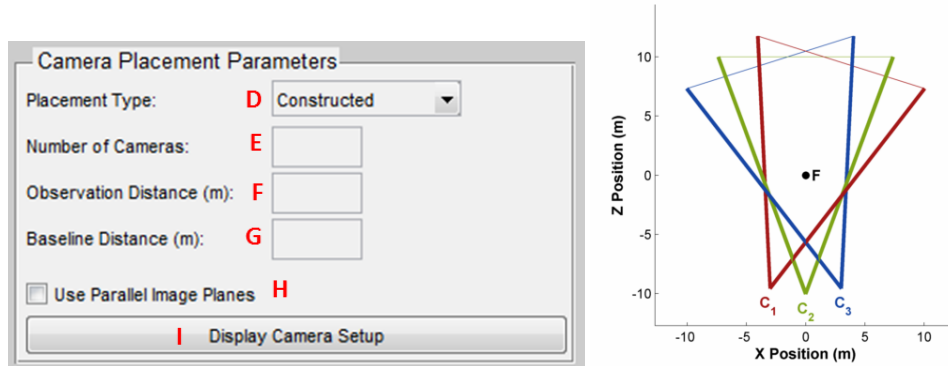 Camera Placement Parameters
Placement Type: D Constructed
Number of Cameras: E
Observation Distance (m): F
Baseline Distance (m): G
Use Parallel Image Planes H
I Display Camera Setup
Z Position (m)
10
5
0
-5
-10
F
C1 C2 C3
-10 -5 0 5 10
X Position (m)